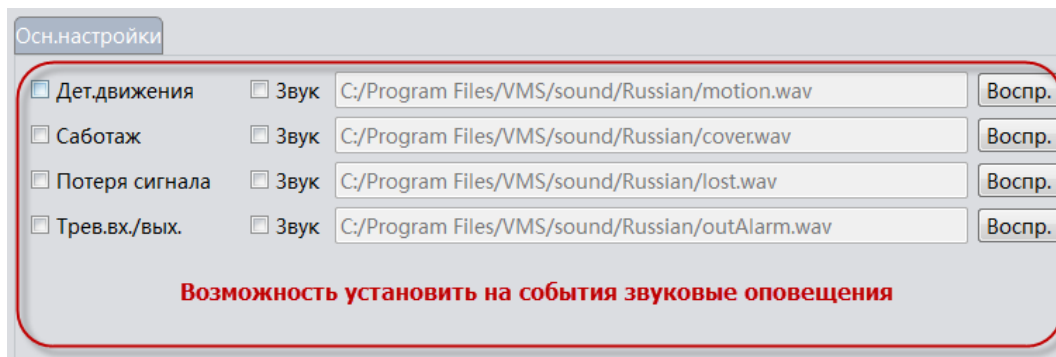 Осн.настройки
Дет.движения Звук C:/Program Files/VMS/sound/Russian/motion.wav Воспр.
Саботаж Звук C:/Program Files/VMS/sound/Russian/cover.wav Воспр.
Потеря сигнала Звук C:/Program Files/VMS/sound/Russian/lost.wav Воспр.
Трев.вх./вых. Звук C:/Program Files/VMS/sound/Russian/outAlarm.wav Воспр.
Возможность установить на события звуковые оповещения